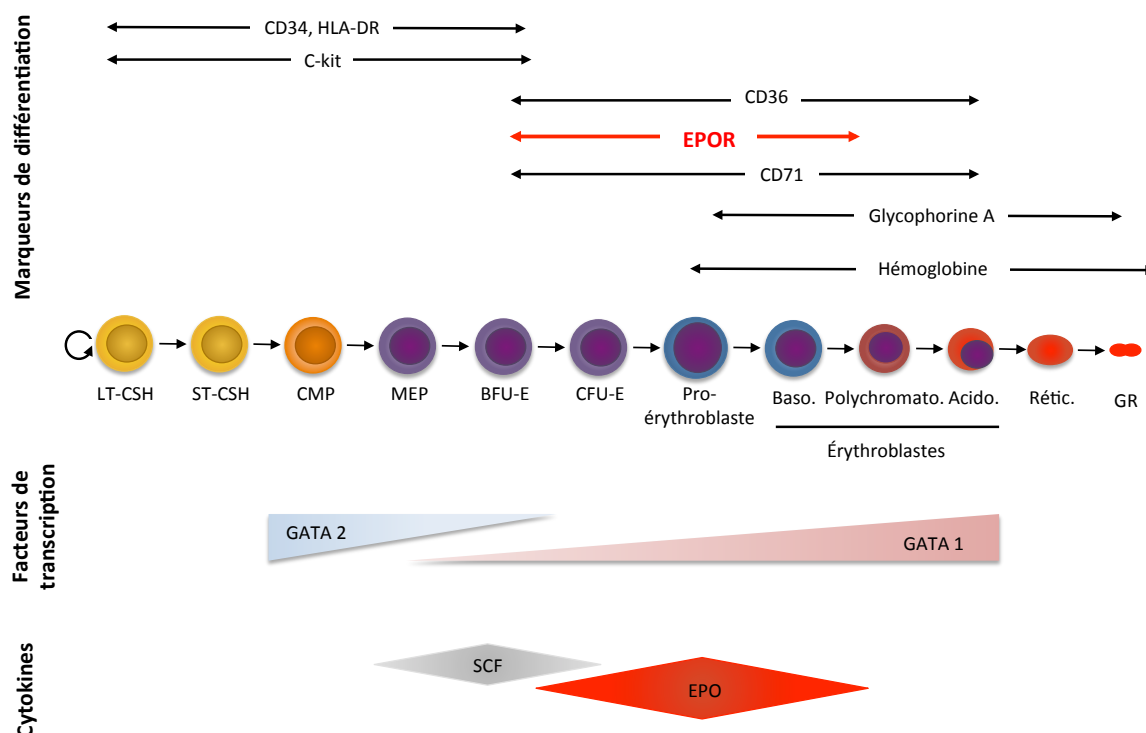 Marqueurs de différentiation
CD34, HLA-DR
C-kit
CD36
EPOR
CD71
Glycophorine A
Hémoglobine
LT-CSH
ST-CSH
CMP
MEP
BFU-E
CFU-E
Pro-
érythroblaste
Baso.
Polychromato.
Acido.
Rétic.
GR
Érythroblastes
Facteurs de
transcription
GATA 2
GATA 1
Cytokines
SCF
EPO